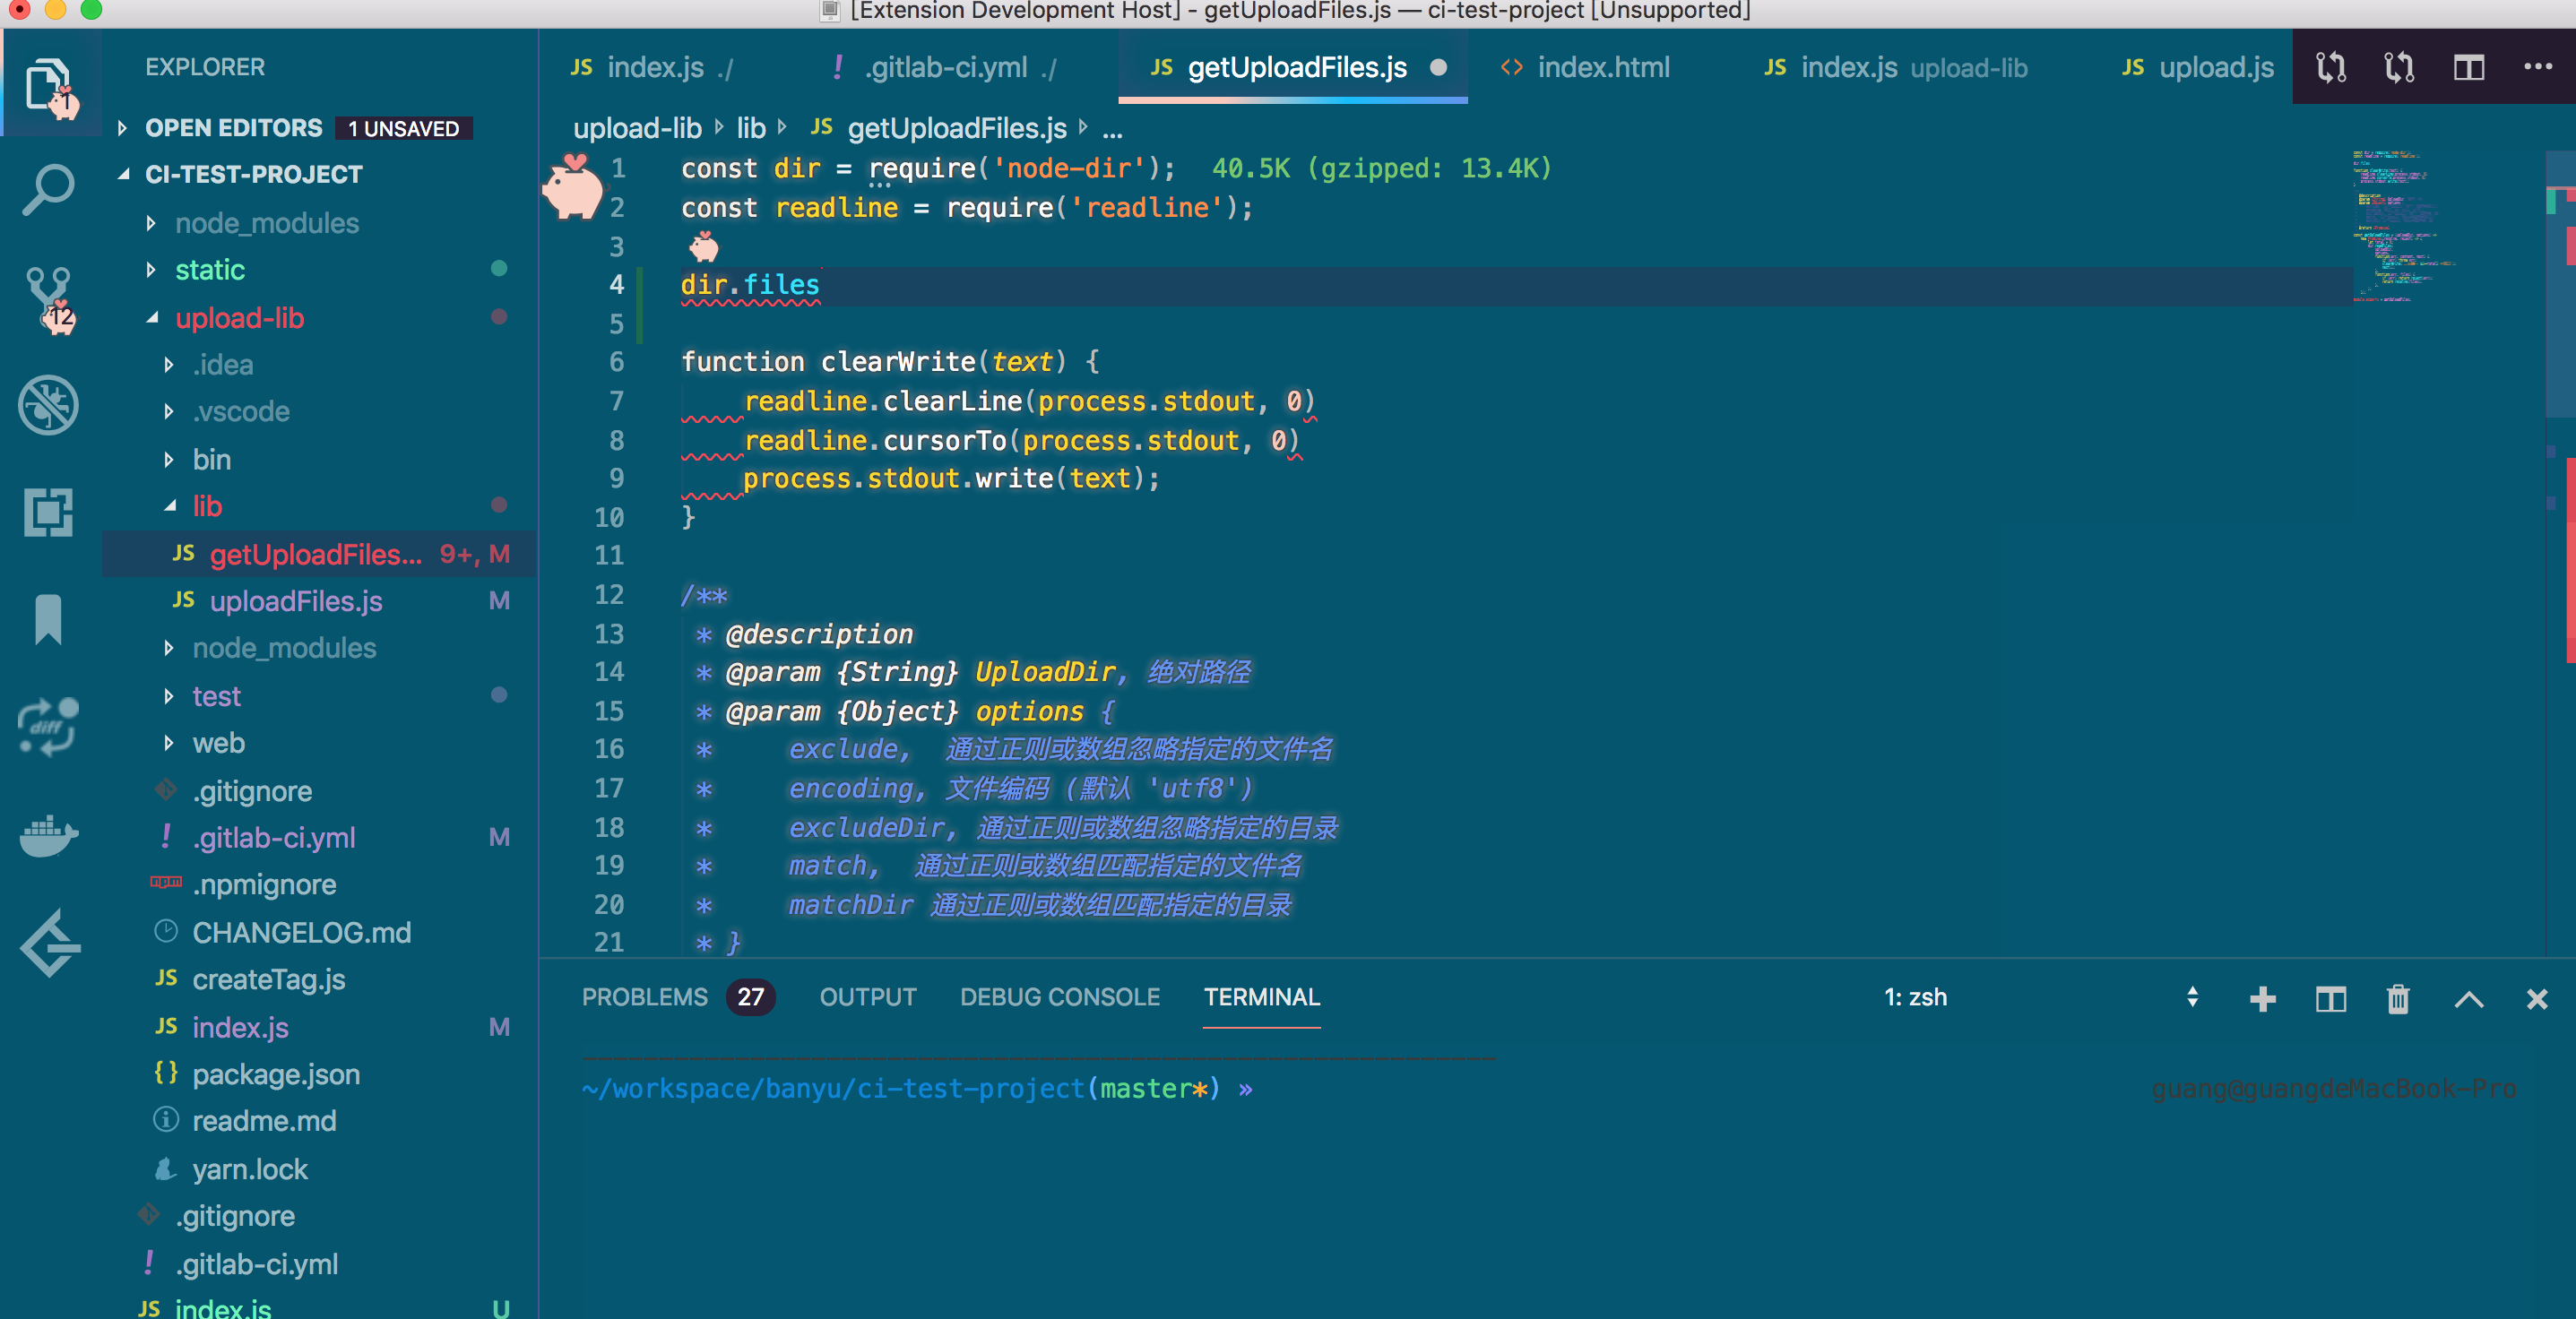 [Extension Development Host] - getUploadFiles.js — ci-test-project [Unsupported]
EXPLORER
OPEN EDITORS 1 UNSAVED
CI-TEST-PROJECT
node_modules
static
upload-lib
.idea
.vscode
bin
lib
JS getUploadFiles... 9+, M
JS uploadFiles.js M
node_modules
test
web
.gitignore
! .gitlab-ci.yml M
npm .npmignore
CHANGELOG.md
JS createTag.js
JS index.js M
{} package.json
readme.md
yarn.lock
.gitignore
! .gitlab-ci.yml
JS index.js U
1
12
diff
JS index.js ./
! .gitlab-ci.yml ./
JS getUploadFiles.js
<> index.html
JS index.js upload-lib
JS upload.js
upload-lib lib JS getUploadFiles.js ...
1 const dir = require('node-dir'); 40.5K (gzipped: 13.4K)
2 const readline = require('readline');
3
4 dir.files
5
6 function clearWrite(text) {
7 readline.clearLine(process.stdout, 0)
8 readline.cursorTo(process.stdout, 0)
9 process.stdout.write(text);
10 }
11
12 /**
13 * @description
14 * @param {String} UploadDir, 绝对路径
15 * @param {Object} options {
16 * exclude, 通过正则或数组忽略指定的文件名
17 * encoding, 文件编码 (默认 'utf8')
18 * excludeDir, 通过正则或数组忽略指定的目录
19 * match, 通过正则或数组匹配指定的文件名
20 * matchDir 通过正则或数组匹配指定的目录
21 * }
PROBLEMS 27 OUTPUT DEBUG CONSOLE TERMINAL 1: zsh
~/workspace/banyu/ci-test-project(master*) » guang@guangdeMacBook-Pro